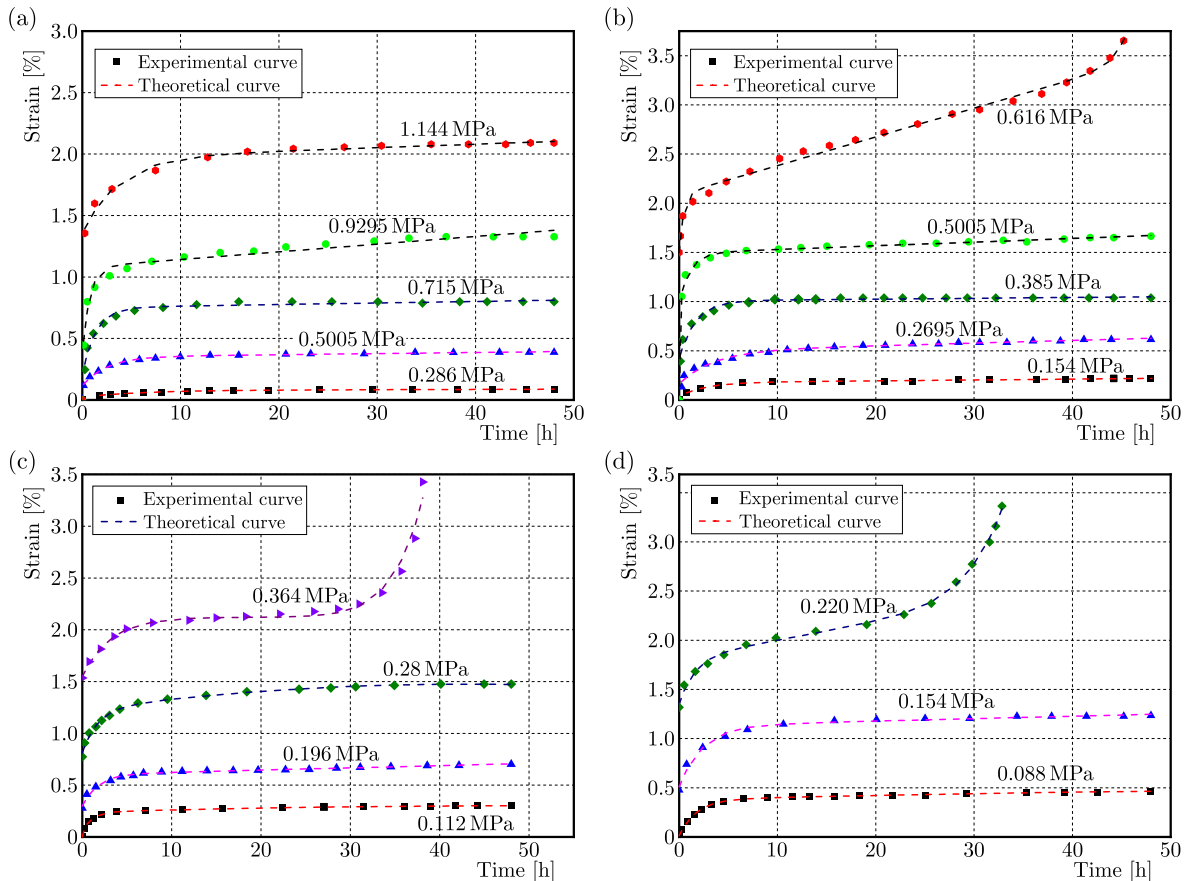 (a)
Strain [%]
3.0
2.5
2.0
1.5
1.0
0.5
0
Experimental curve
Theoretical curve
1.144 MPa
0.9295 MPa
0.715 MPa
0.5005 MPa
0.286 MPa
0 10 20 30 40 50
Time [h]
(b)
Strain [%]
3.5
3.0
2.5
2.0
1.5
1.0
0.5
0
Experimental curve
Theoretical curve
0.616 MPa
0.5005 MPa
0.385 MPa
0.2695 MPa
0.154 MPa
0 10 20 30 40 50
Time [h]
(c)
Strain [%]
3.5
3.0
2.5
2.0
1.5
1.0
0.5
0
Experimental curve
Theoretical curve
0.364 MPa
0.28 MPa
0.196 MPa
0.112 MPa
0 10 20 30 40 50
Time [h]
(d)
Strain [%]
3.5
3.0
2.5
2.0
1.5
1.0
0.5
0
Experimental curve
Theoretical curve
0.220 MPa
0.154 MPa
0.088 MPa
0 10 20 30 40 50
Time [h]